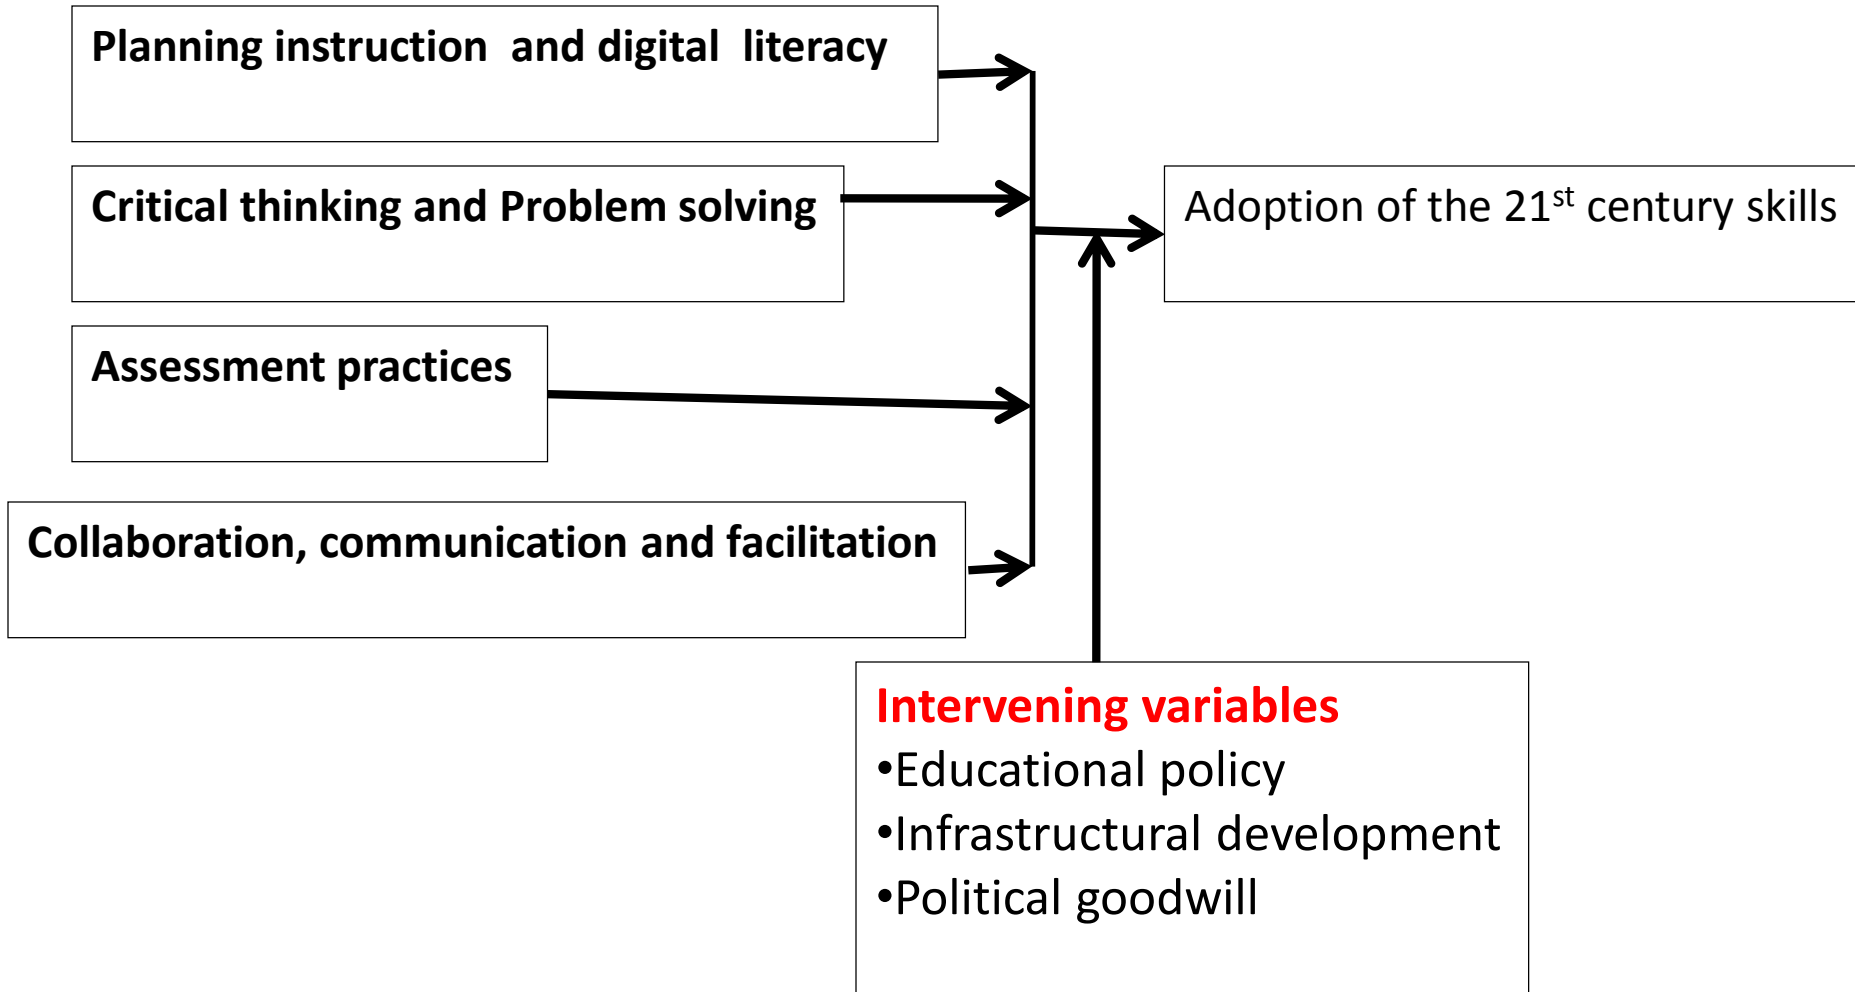 Planning instruction  and digital  literacy
Critical thinking and Problem solving
Adoption of the 21st century skills
Assessment practices
Collaboration, communication and facilitation
Intervening variables
•Educational policy
•Infrastructural development
•Political goodwill